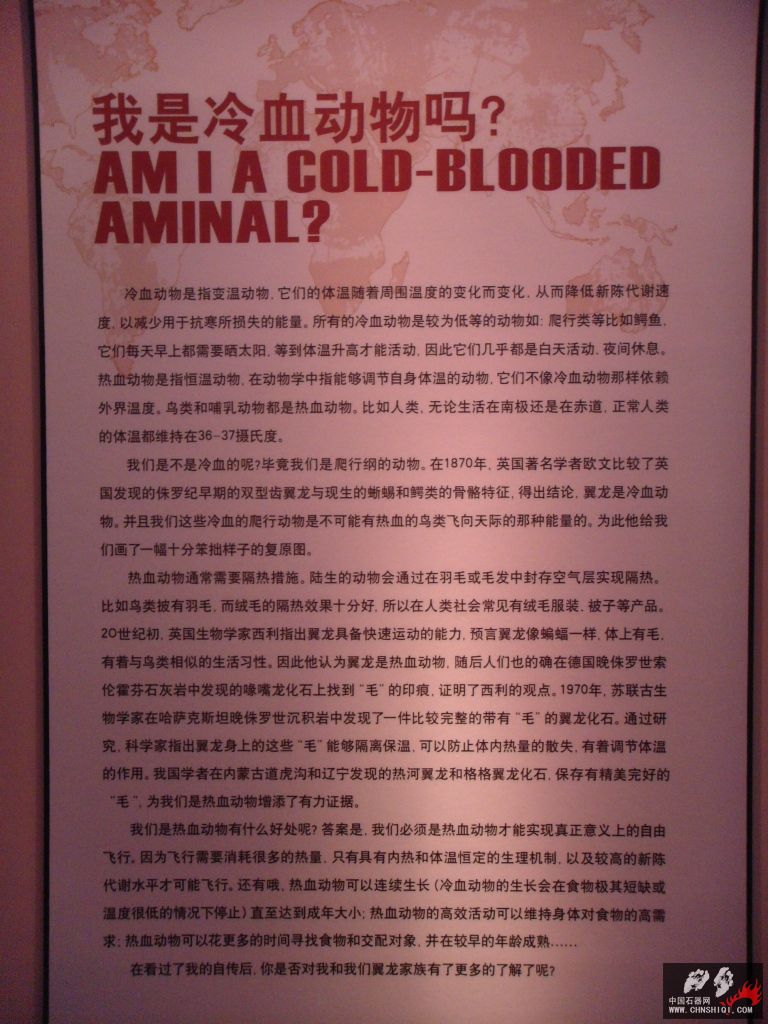 我是冷血动物吗?
AM I A COLD-BLOODED
AMINAL?
冷血动物是指变温动物,它们的体温随着周围温度的变化而变化,从而降低新陈代谢速
度,以减少用于抗寒所损失的能量。所有的冷血动物是较为低等的动物如:爬行类等比如鳄鱼,
它们每天早上都需要晒太阳,等到体温升高才能活动,因此它们几乎都是白天活动,夜间休息。
热血动物是指恒温动物,在动物学中指能够调节自身体温的动物,它们不像冷血动物那样依赖
外界温度。鸟类和哺乳动物都是热血动物。比如人类,无论生活在南极还是在赤道,正常人类
的体温都维持在36-37摄氏度。
我们是不是冷血的呢?毕竟我们是爬行纲的动物。在1870年,英国著名学者欧文比较了英
国发现的侏罗纪早期的双型齿翼龙与现生的蜥蜴和鳄类的骨骼特征,得出结论,翼龙是冷血动
物。并且我们这些冷血的爬行动物是不可能有热血的鸟类飞向天际的那种能量的。为此他给我
们画了一幅十分笨拙样子的复原图。
热血动物通常需要隔热措施。陆生的动物会通过在羽毛或毛发中封存空气层实现隔热。
比如鸟类披有羽毛,而绒毛的隔热效果十分好,所以在人类社会常见有绒毛服装、被子等产品。
20世纪初,英国生物学家西利指出翼龙具备快速运动的能力,预言翼龙像蝙蝠一样,体上有毛,
有着与鸟类相似的生活习性。因此他认为翼龙是热血动物,随后人们也的确在德国晚侏罗世索
伦霍芬石灰岩中发现的喙嘴龙化石上找到“毛”的印痕,证明了西利的观点。1970年,苏联古生
物学家在哈萨克斯坦晚侏罗世沉积岩中发现了一件比较完整的带有“毛”的翼龙化石。通过研
究,科学家指出翼龙身上的这些“毛”能够隔离保温,可以防止体内热量的散失,有着调节体温
的作用。我国学者在内蒙古道虎沟和辽宁发现的热河翼龙和格格翼龙化石,保存有精美完好的
“毛”,为我们是热血动物增添了有力证据。
我们是热血动物有什么好处呢?答案是,我们必须是热血动物才能实现真正意义上的自由
飞行。因为飞行需要消耗很多的热量,只有具有内热和体温恒定的生理机制,以及较高的新陈
代谢水平才可能飞行。还有哦,热血动物可以连续生长(冷血动物的生长会在食物极其短缺或
温度很低的情况下停止)直至达到成年大小;热血动物的高效活动可以维持身体对食物的高需
求;热血动物可以花更多的时间寻找食物和交配对象,并在较早的年龄成熟……
在看过了我的自传后,你是否对我和我们翼龙家族有了更多的了解了呢?
中国石器网
WWW.CHNSHIQI.COM